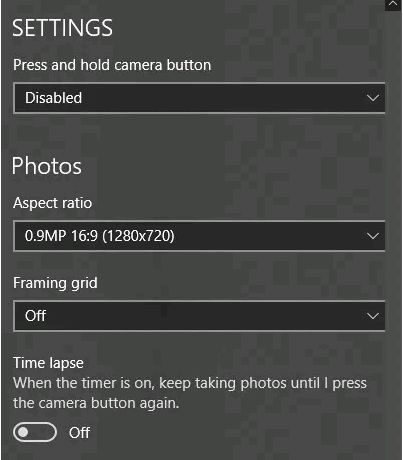 SETTINGS
Press and hold camera button
Disabled
Photos
Aspect ratio
0.9MP 16:9 (1280x720)
Framing grid
Off
Time lapse
When the timer is on, keep taking photos until I press
the camera button again.
Off